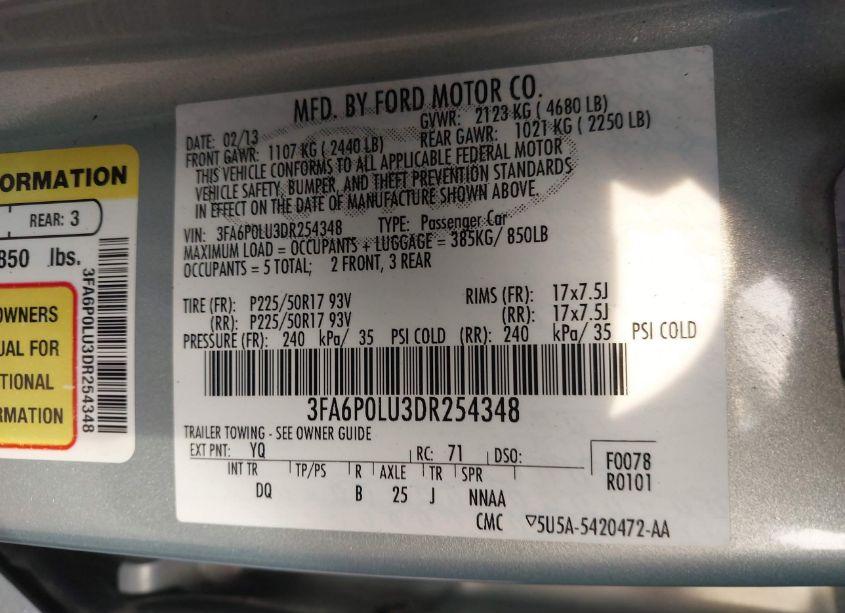 MFD. BY FORD MOTOR CO.
DATE: 02/13 GVWR: 2123 KG ( 4680 LB)
FRONT GAWR: 1107 KG ( 2440 LB) REAR GAWR: 1021 KG ( 2250 LB)
THIS VEHICLE CONFORMS TO ALL APPLICABLE FEDERAL MOTOR
VEHICLE SAFETY, BUMPER, AND THEFT PREVENTION STANDARDS
IN EFFECT ON THE DATE OF MANUFACTURE SHOWN ABOVE.
VIN: 3FA6P0LU3DR254348 TYPE: Passenger Car
MAXIMUM LOAD = OCCUPANTS + LUGGAGE = 385KG/ 850LB
OCCUPANTS = 5 TOTAL; 2 FRONT, 3 REAR
TIRE (FR): P225/50R17 93V RIMS (FR): 17x7.5J
(RR): P225/50R17 93V (RR): 17x7.5J
PRESSURE (FR): 240 kPa/ 35 PSI COLD (RR): 240 kPa/ 35 PSI COLD
3FA6P0LU3DR254348
TRAILER TOWING - SEE OWNER GUIDE
EXT PNT: YQ RC: 71 DSO:
INT TR TP/PS R AXLE TR SPR
DQ B 25 J NNAA
F0078
R0101
CMC ▽5U5A-5420472-AA
ORMATION
REAR: 3
850 lbs.
OWNERS
UAL FOR
TIONAL
RMATION
3FA6P0LU3DR254348